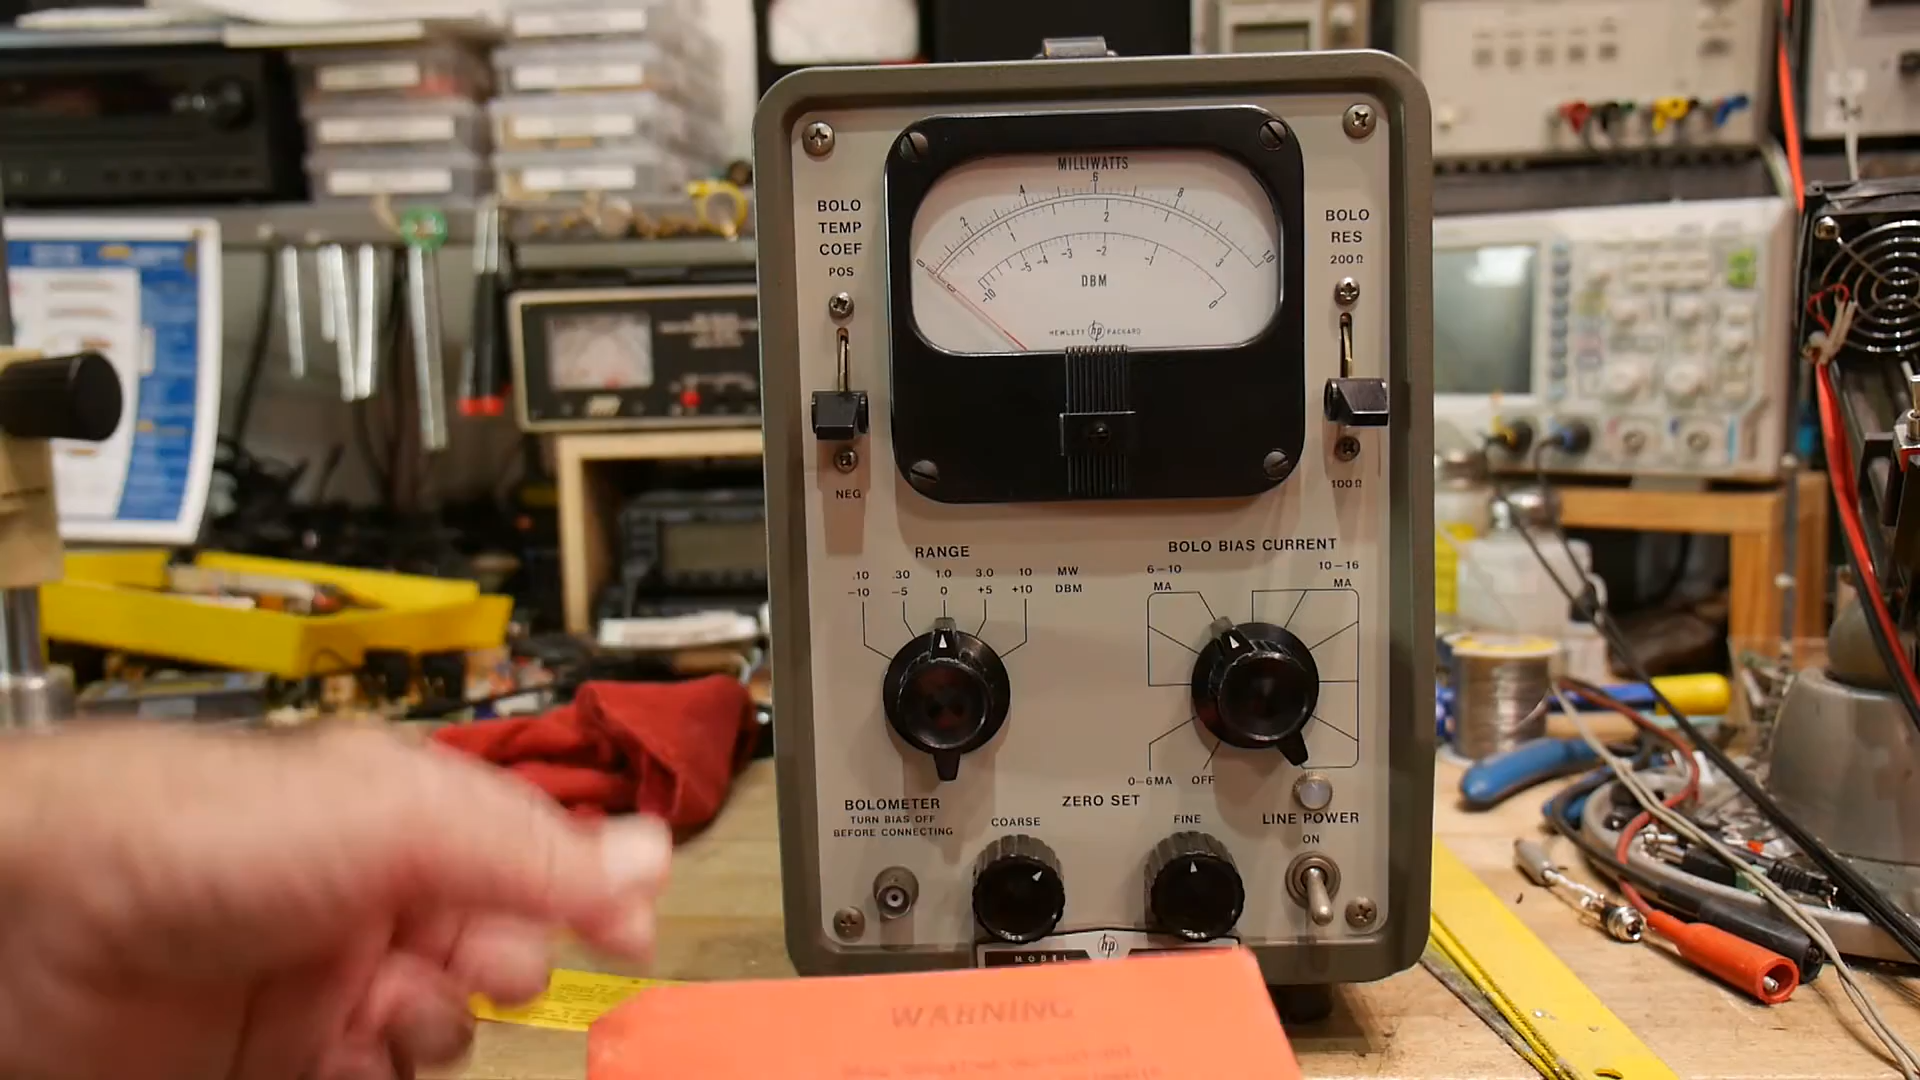 MILLIWATTS
0 .2 .4 .6 .8 1.0
0 1 2 3
-10 -5 -4 -3 -2 -1 0
DBM
HEWLETT hp PACKARD
BOLO
TEMP
COEF
POS
NEG
BOLO
RES
200Ω
100Ω
RANGE
.10 .30 1.0 3.0 10 MW
-10 -5 0 +5 +10 DBM
BOLO BIAS CURRENT
6-10
MA
10-16
MA
0-6MA
OFF
BOLOMETER
TURN BIAS OFF
BEFORE CONNECTING
ZERO SET
COARSE
FINE
LINE POWER
ON
hp
MODEL
WARNING